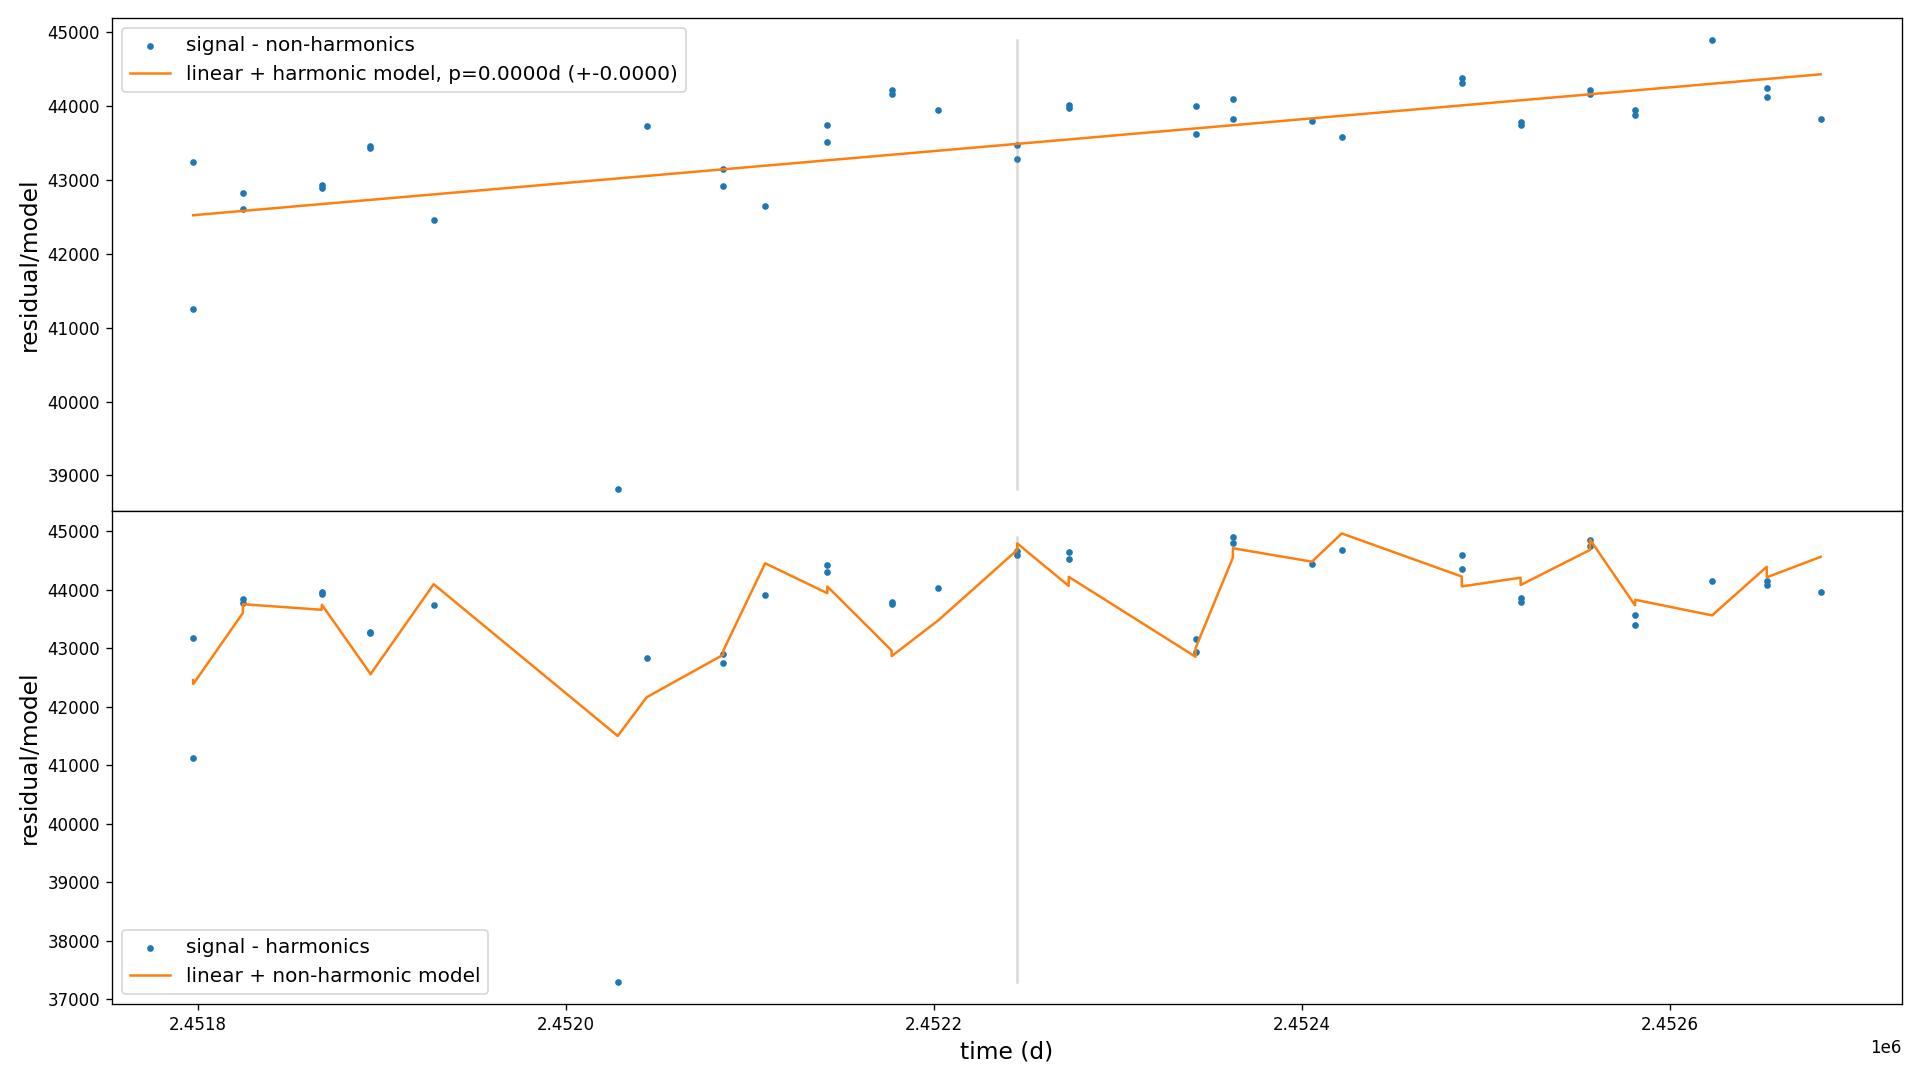 45000
44000
43000
42000
41000
40000
39000
residual/model
signal - non-harmonics
linear + harmonic model, p=0.0000d (+-0.0000)
45000
44000
43000
42000
41000
40000
39000
38000
37000
residual/model
signal - harmonics
linear + non-harmonic model
2.4518
2.4520
2.4522
2.4524
2.4526
1e6
time (d)